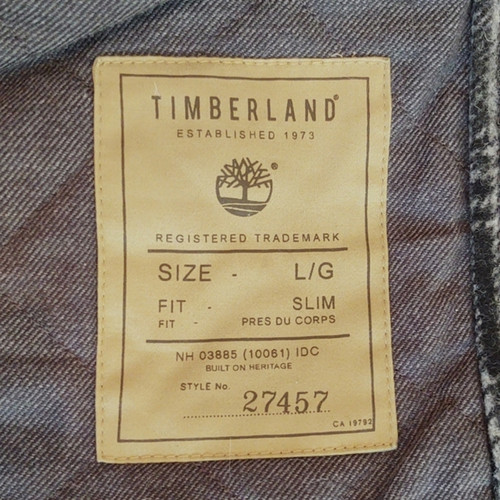 TIMBERLAND®
ESTABLISHED 1973
®
REGISTERED TRADEMARK
SIZE - L/G
FIT - SLIM
FIT - PRES DU CORPS
NH 03885 (10061) IDC
BUILT ON HERITAGE
STYLE No. 27457
CA 19792